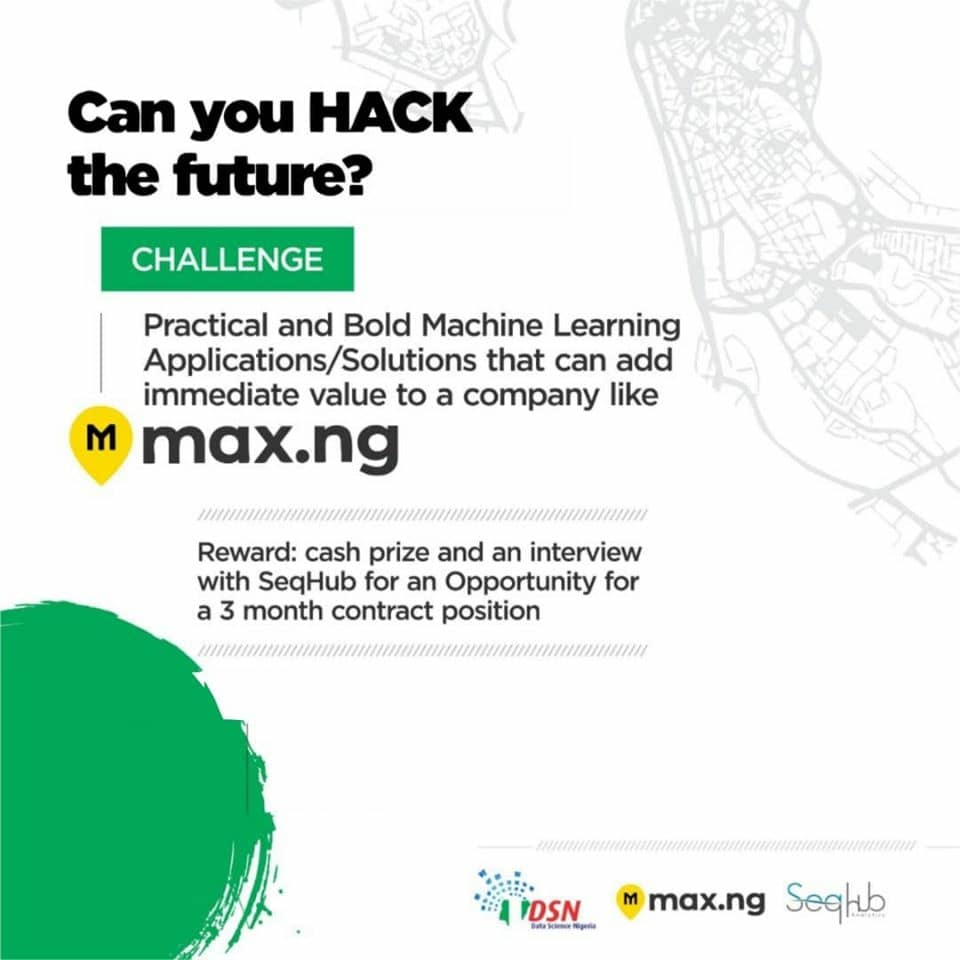 Can you HACK
the future?
CHALLENGE
Practical and Bold Machine Learning
Applications/Solutions that can add
immediate value to a company like
M max.ng
Reward: cash prize and an interview
with SeqHub for an Opportunity for
a 3 month contract position
DSN
Data Science Nigeria
M max.ng
SeqHub
Analytics